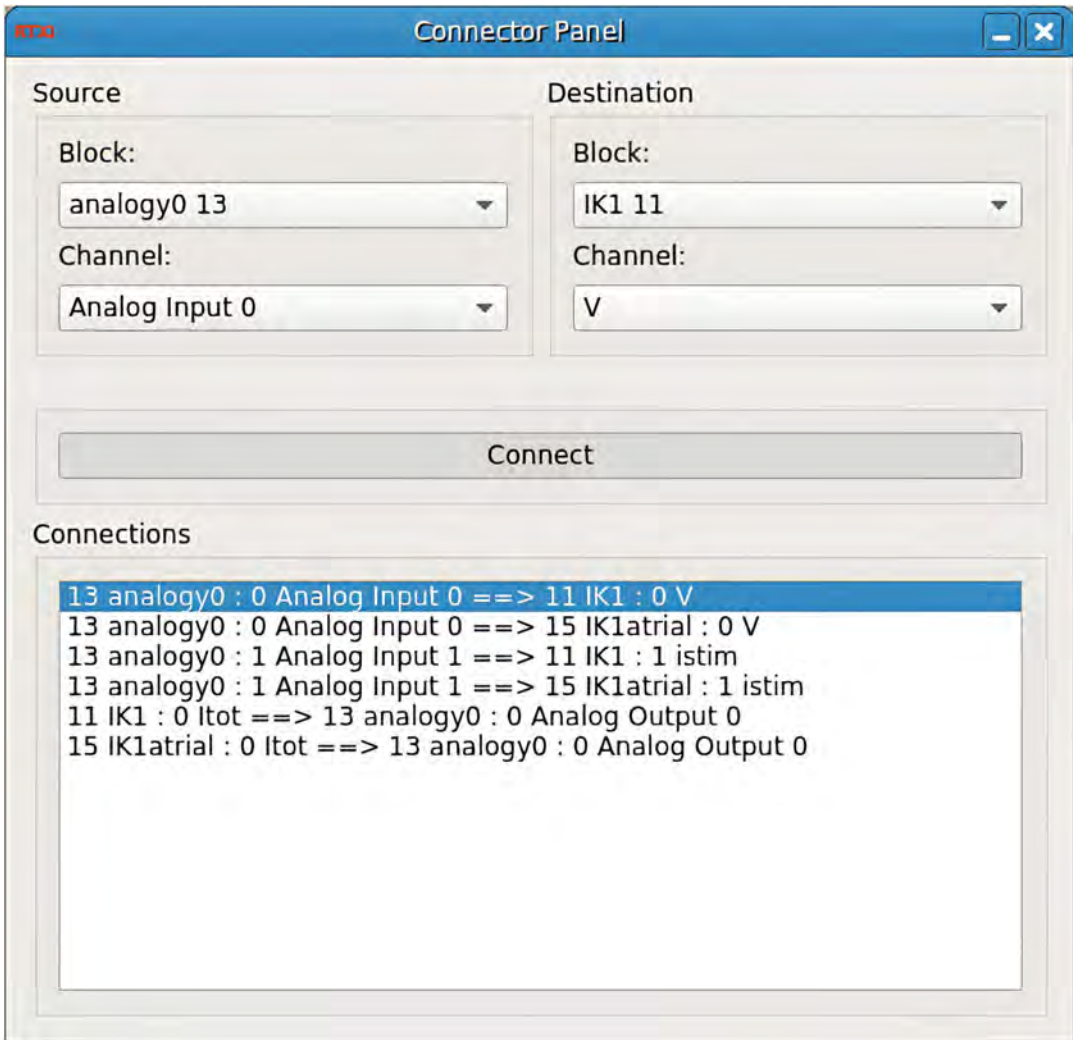 RTXI
Connector Panel
Source
Destination
Block:
Block:
analogy0 13
IK1 11
Channel:
Channel:
Analog Input 0
V
Connect
Connections
13 analogy0 : 0 Analog Input 0 ==> 11 IK1 : 0 V
13 analogy0 : 0 Analog Input 0 ==> 15 IK1atrial : 0 V
13 analogy0 : 1 Analog Input 1 ==> 11 IK1 : 1 istim
13 analogy0 : 1 Analog Input 1 ==> 15 IK1atrial : 1 istim
11 IK1 : 0 Itot ==> 13 analogy0 : 0 Analog Output 0
15 IK1atrial : 0 Itot ==> 13 analogy0 : 0 Analog Output 0